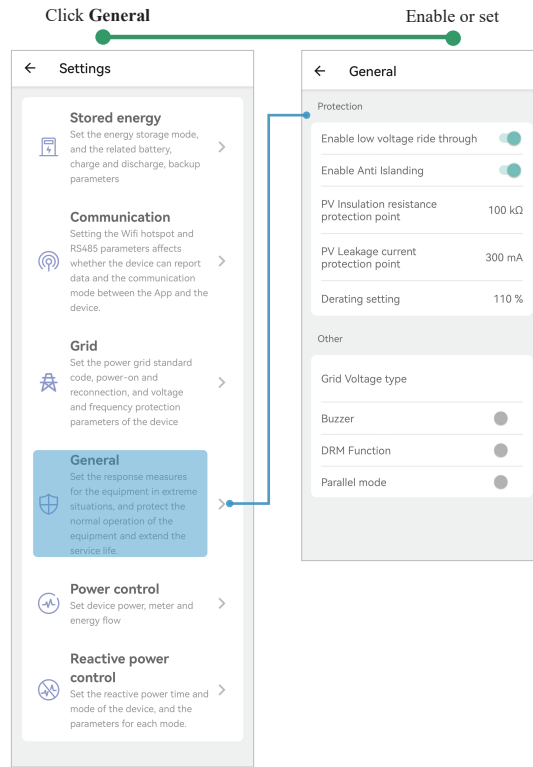 Click General
Enable or set
Settings
Stored energy
Set the energy storage mode,
and the related battery,
charge and discharge, backup
parameters
Communication
Setting the Wifi hotspot and
RS485 parameters affects
whether the device can report
data and the communication
mode between the App and the
device.
Grid
Set the power grid standard
code, power-on and
reconnection, and voltage
and frequency protection
parameters of the device
General
Set the response measures
for the equipment in extreme
situations, and protect the
normal operation of the
equipment and extend the
service life.
Power control
Set device power, meter and
energy flow
Reactive power
control
Set the reactive power time and
mode of the device, and the
parameters for each mode.
General
Protection
Enable low voltage ride through
Enable Anti Islanding
PV Insulation resistance
protection point 100 kΩ
PV Leakage current
protection point 300 mA
Derating setting 110 %
Other
Grid Voltage type
Buzzer
DRM Function
Parallel mode